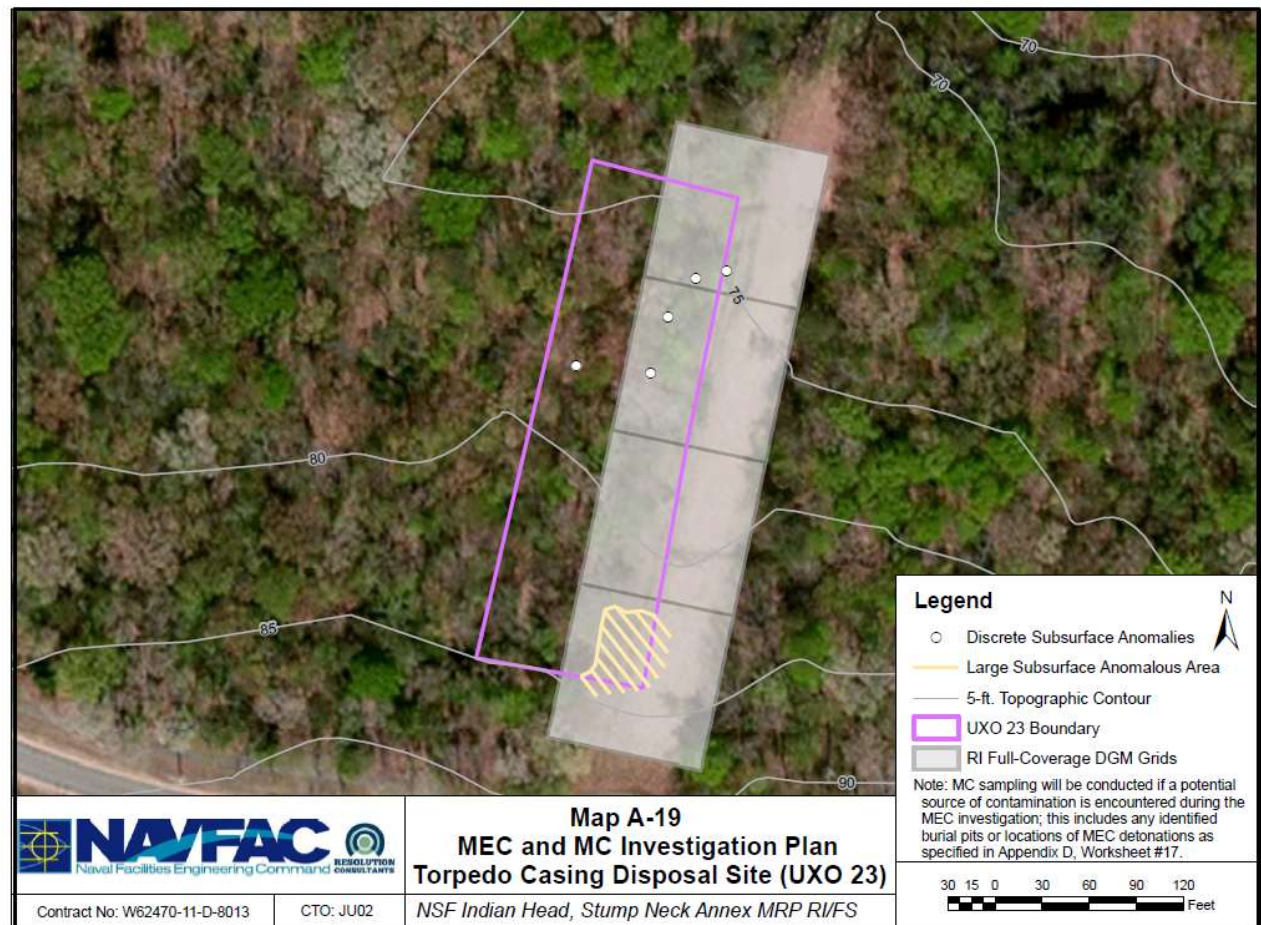 70
70
75
80
85
90
Legend
N
Discrete Subsurface Anomalies
Large Subsurface Anomalous Area
5-ft. Topographic Contour
UXO 23 Boundary
RI Full-Coverage DGM Grids
Note: MC sampling will be conducted if a potential
source of contamination is encountered during the
MEC investigation; this includes any identified
burial pits or locations of MEC detonations as
specified in Appendix D, Worksheet #17.
30 15 0 30 60 90 120
Feet
NAVFAC
Naval Facilities Engineering Command
RESOLUTION
CONSULTANTS
Map A-19
MEC and MC Investigation Plan
Torpedo Casing Disposal Site (UXO 23)
Contract No: W62470-11-D-8013
CTO: JU02
NSF Indian Head, Stump Neck Annex MRP RI/FS